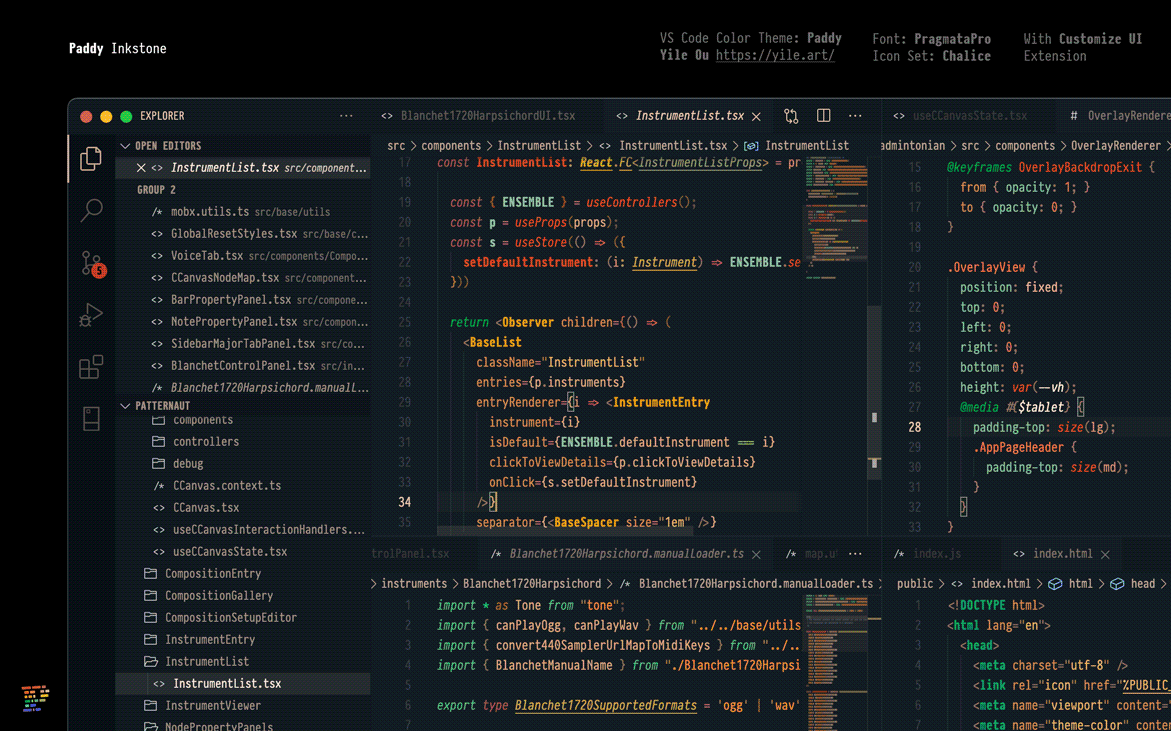 Paddy Inkstone
VS Code Color Theme: Paddy
Yile Ou https://yile.art/
Font: PragmataPro
Icon Set: Chalice
With Customize UI
Extension
EXPLORER
OPEN EDITORS
InstrumentList.tsx src/component...
GROUP 2
/* mobx.utils.ts src/base/utils
<> GlobalResetStyles.tsx src/base/c...
<> VoiceTab.tsx src/components/Compo...
<> CCanvasNodeMap.tsx src/component...
<> BarPropertyPanel.tsx src/compone...
<> NotePropertyPanel.tsx src/compon...
<> SidebarMajorTabPanel.tsx src/co...
<> BlanchetControlPanel.tsx src/in...
/* Blanchet1720Harpsichord.manualL...
5
PATTERNAUT
components
controllers
debug
/* CCanvas.context.ts
<> CCanvas.tsx
<> useCCanvasInteractionHandlers....
<> useCCanvasState.tsx
CompositionEntry
CompositionGallery
CompositionSetupEditor
InstrumentEntry
InstrumentList
<> InstrumentList.tsx
InstrumentViewer
NotePropertyPanels
<> Blanchet1720HarpsichordUI.tsx
<> InstrumentList.tsx
src > components > InstrumentList > <> InstrumentList.tsx > InstrumentList
17 const InstrumentList: React.FC<InstrumentListProps> = pr
18
19 const { ENSEMBLE } = useControllers();
20 const p = useProps(props);
21 const s = useStore(() => ({
22 setDefaultInstrument: (i: Instrument) => ENSEMBLE.se
23 }))
24
25 return <Observer children={() => (
26 <BaseList
27 className="InstrumentList"
28 entries={p.instruments}
29 entryRenderer={i => <InstrumentEntry
30 instrument={i}
31 isDefault={ENSEMBLE.defaultInstrument === i}
32 clickToViewDetails={p.clickToViewDetails}
33 onClick={s.setDefaultInstrument}
34 />}
35 separator={<BaseSpacer size="1em" />}
<> useCCanvasState.tsx
# OverlayRendere
admintonian > src > components > OverlayRenderer >
15 @keyframes OverlayBackdropExit {
16 from { opacity: 1; }
17 to { opacity: 0; }
18 }
19
20 .OverlayView {
21 position: fixed;
22 top: 0;
23 left: 0;
24 right: 0;
25 bottom: 0;
26 height: var(--vh);
27 @media #{$tablet} {
28 padding-top: size(lg);
29 .AppPageHeader {
30 padding-top: size(md);
31 }
32 }
33 }
trolPanel.tsx
/* Blanchet1720Harpsichord.manualLoader.ts
/* map.u
> instruments > Blanchet1720Harpsichord > /* Blanchet1720Harpsichord.manualLoader.ts
1 import * as Tone from "tone";
2 import { canPlayOgg, canPlayWav } from "../../base/utils
3 import { convert440SamplerUrlMapToMidiKeys } from "../..
4 import { BlanchetManualName } from "./Blanchet1720Harpsi
5
6 export type Blanchet1720SupportedFormats = 'ogg' | 'wav'
7
/* index.js
<> index.html
public > <> index.html > html > head >
1 <!DOCTYPE html>
2 <html lang="en">
3 <head>
4 <meta charset="utf-8" />
5 <link rel="icon" href="%PUBLIC_
6 <meta name="viewport" content=
7 <meta name="theme-color" conten